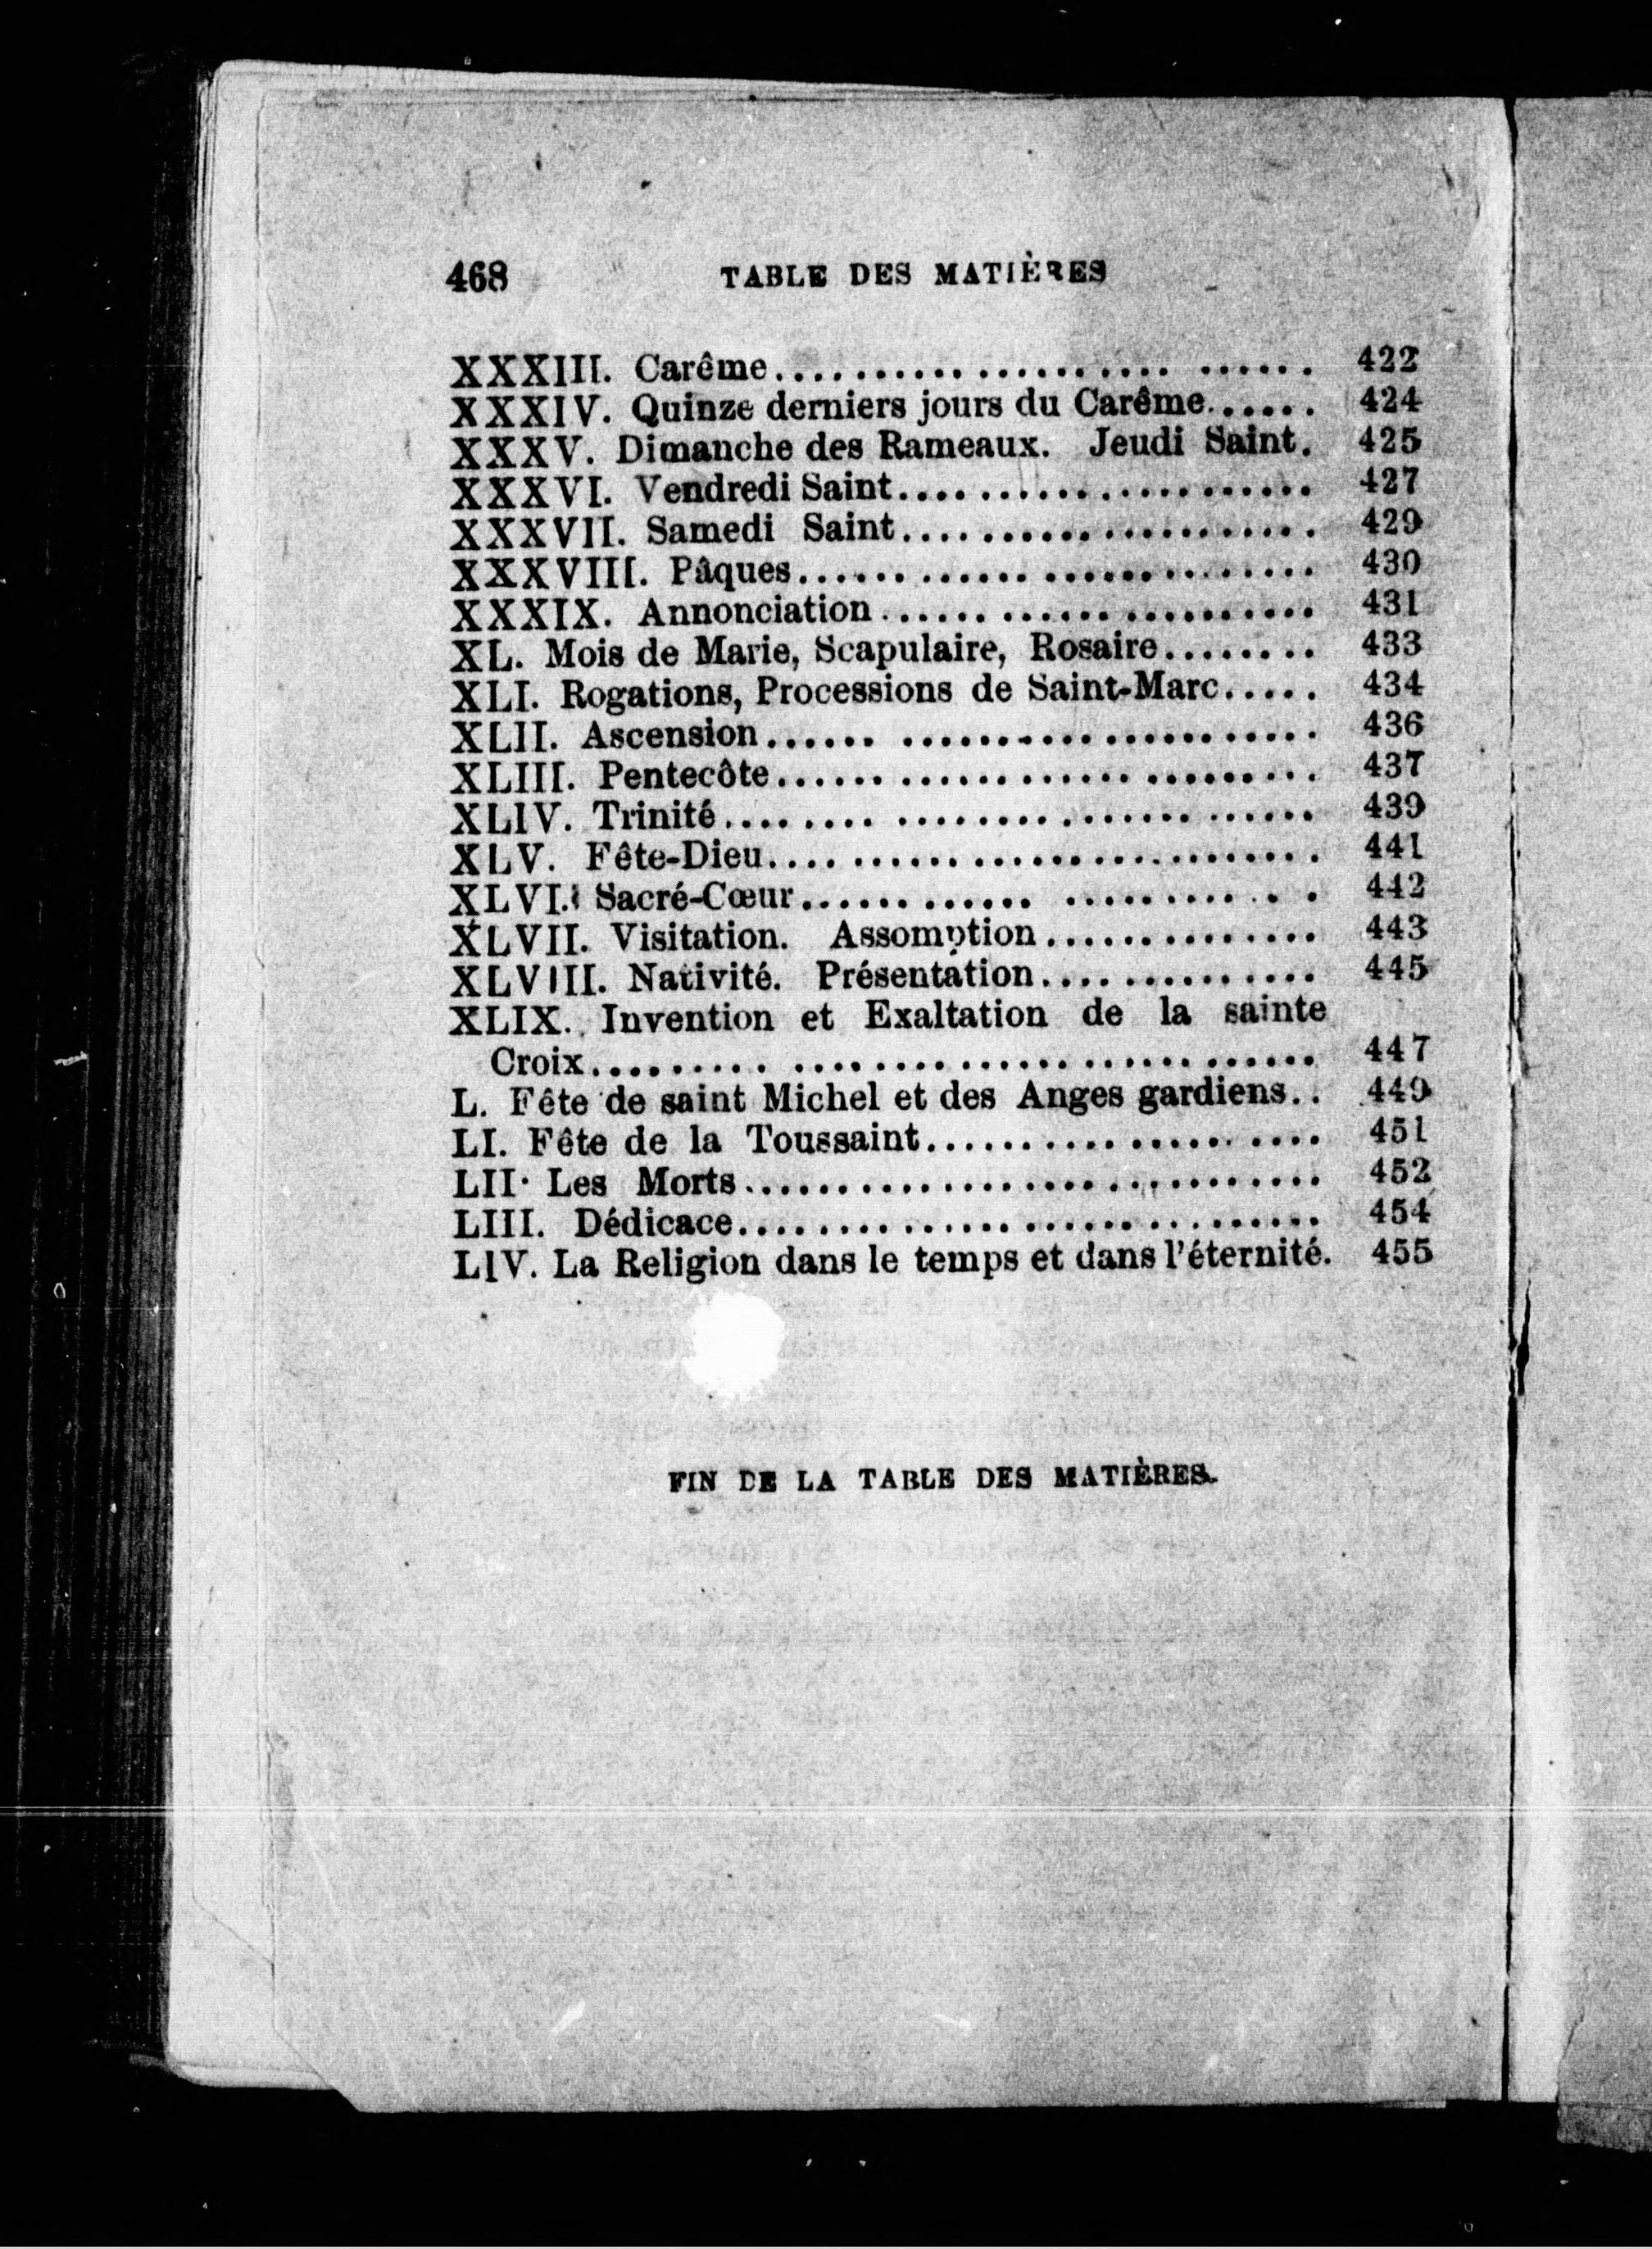 468 TABLE DES MATIÈRES
XXXIII. Carême........................... 422
XXXIV. Quinze derniers jours du Carême...... 424
XXXV. Dimanche des Rameaux. Jeudi Saint. 425
XXXVI. Vendredi Saint..................... 427
XXXVII. Samedi Saint..................... 429
XXXVIII. Pâques.......................... 430
XXXIX. Annonciation...................... 431
XL. Mois de Marie, Scapulaire, Rosaire........ 433
XLI. Rogations, Processions de Saint-Marc..... 434
XLII. Ascension........................... 436
XLIII. Pentecôte.......................... 437
XLIV. Trinité............................. 439
XLV. Fête-Dieu............................ 441
XLVI. Sacré-Cœur......................... 442
XLVII. Visitation. Assomption.............. 443
XLVIII. Nativité. Présentation.............. 445
XLIX. Invention et Exaltation de la sainte
Croix.................................... 447
L. Fête de saint Michel et des Anges gardiens.. 449
LI. Fête de la Toussaint.................... 451
LII. Les Morts............................. 452
LIII. Dédicace............................. 454
LIV. La Religion dans le temps et dans l'éternité. 455
FIN DE LA TABLE DES MATIÈRES.